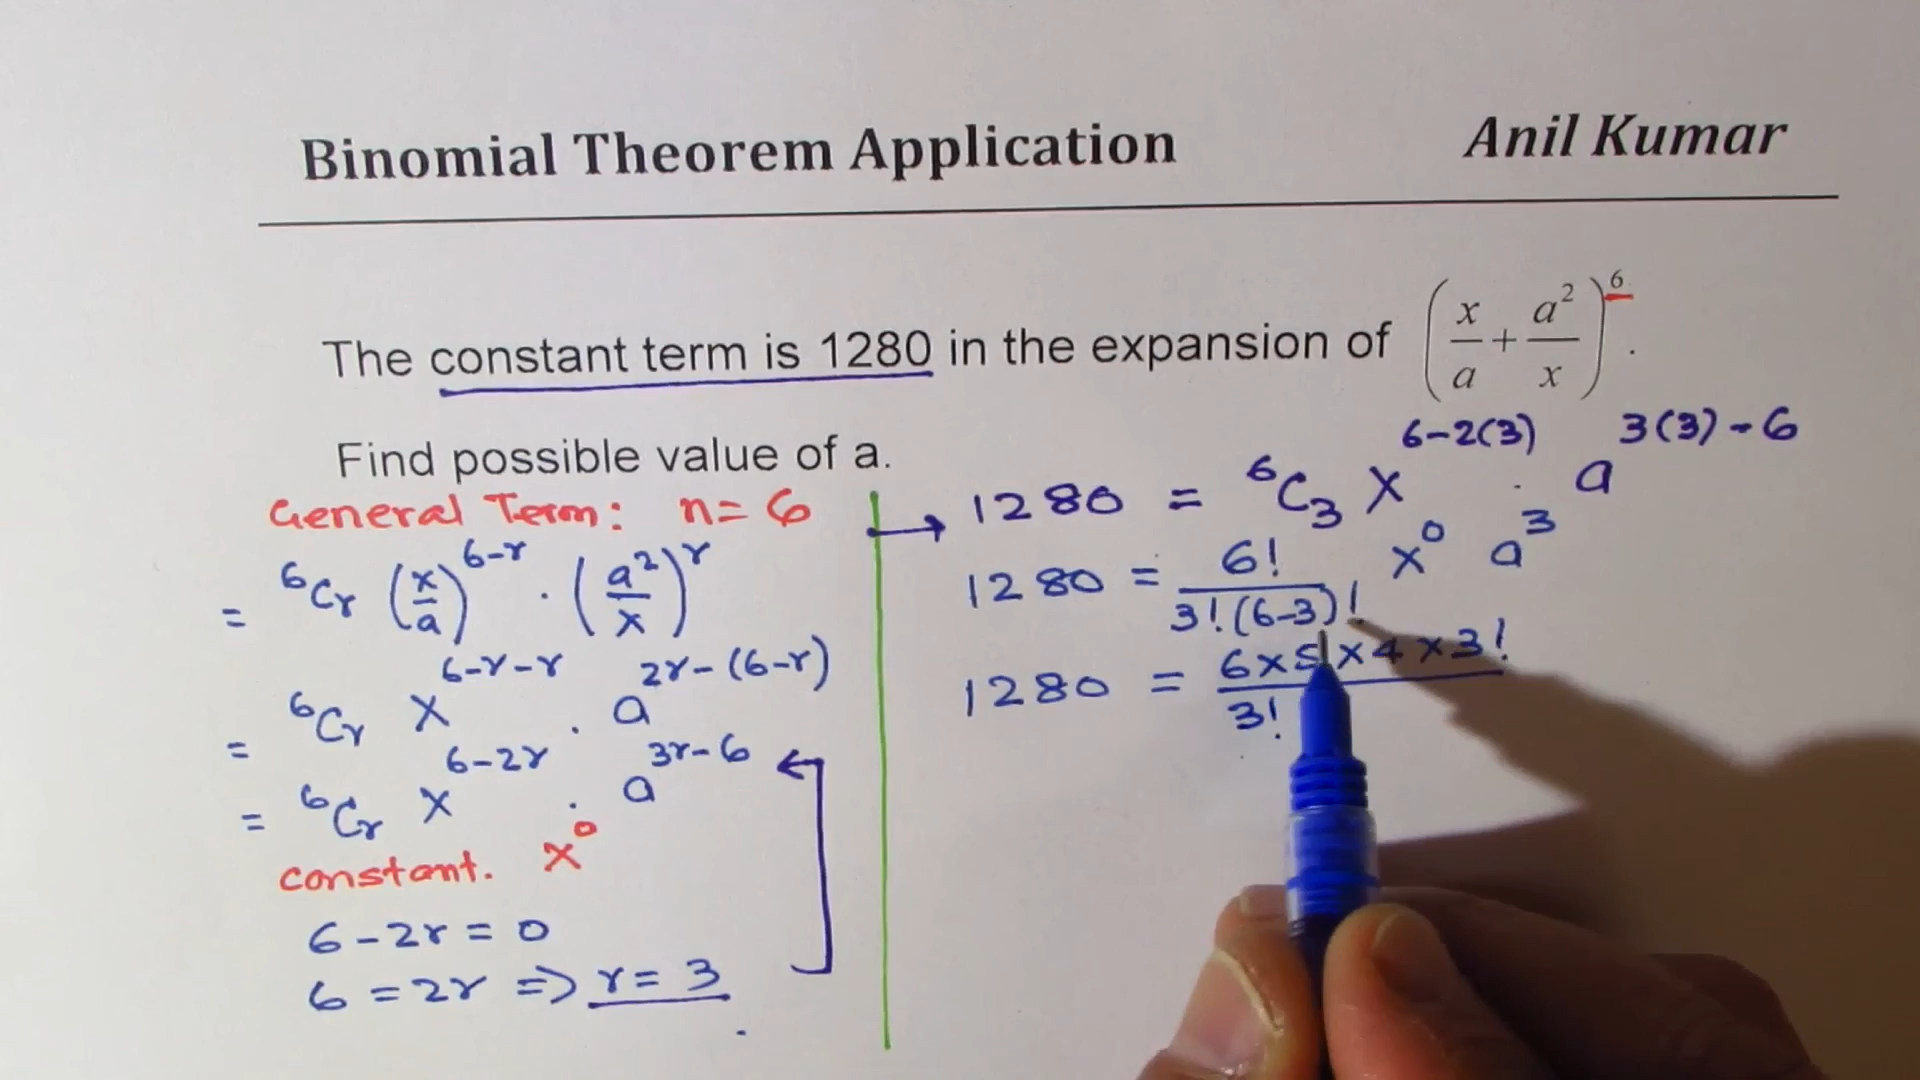 Binomial Theorem Application Anil Kumar
The constant term is 1280 in the expansion of (x/a + a²/x)⁶.
Find possible value of a.
General Term: n=6
= ⁶Cᵣ (x/a)^(6-r) · (a²/x)^r
= ⁶Cᵣ x^(6-r-r) · a^(2r-(6-r))
= ⁶Cᵣ x^(6-2r) · a^(3r-6)
constant. x⁰
6-2r=0
6=2r ⇒ r=3
→ 1280 = ⁶C₃ x^(6-2(3)) · a^(3(3)-6)
1280 = 6!/(3!(6-3)!) x⁰ a³
1280 = 6×5×4×3!/3!